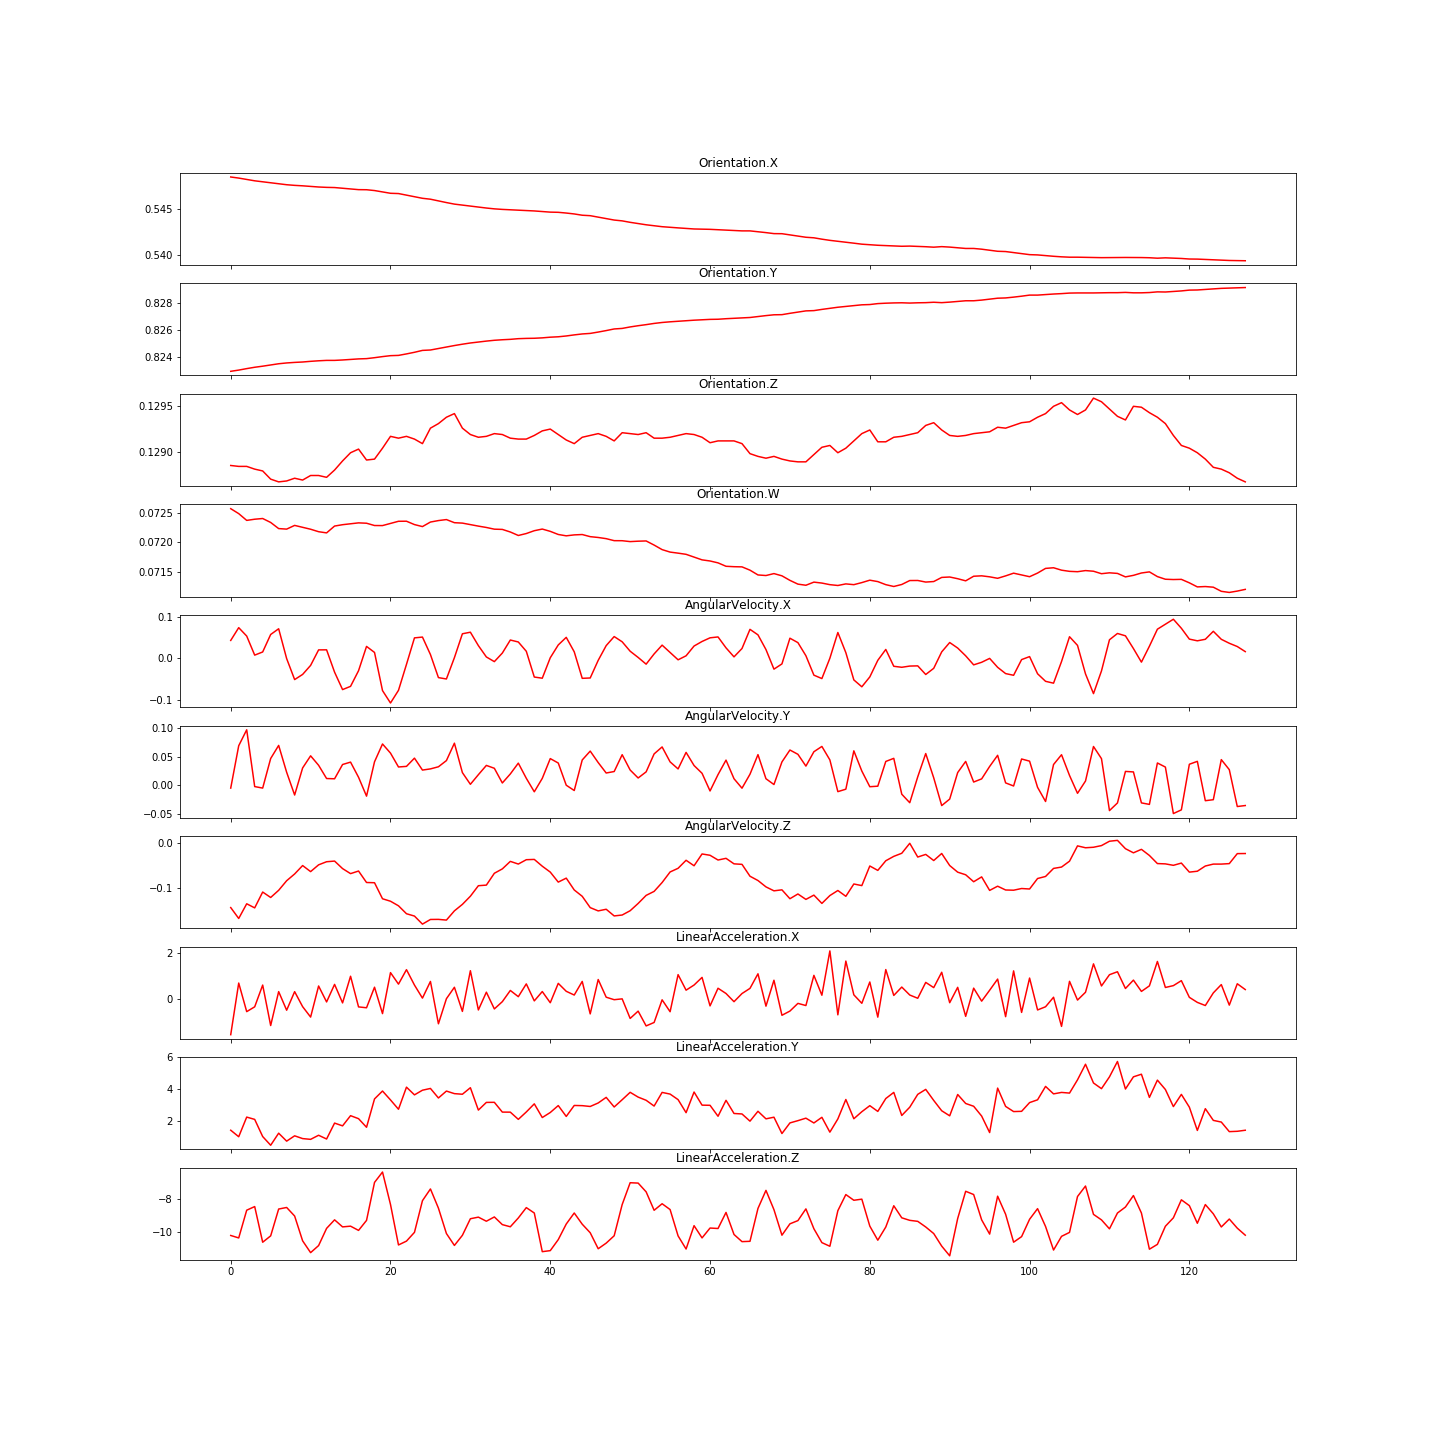 Orientation.X
0.545
0.540
Orientation.Y
0.828
0.826
0.824
Orientation.Z
0.1295
0.1290
Orientation.W
0.0725
0.0720
0.0715
AngularVelocity.X
0.1
0.0
−0.1
AngularVelocity.Y
0.10
0.05
0.00
−0.05
AngularVelocity.Z
0.0
−0.1
LinearAcceleration.X
2
0
LinearAcceleration.Y
6
4
2
LinearAcceleration.Z
−8
−10
0 20 40 60 80 100 120